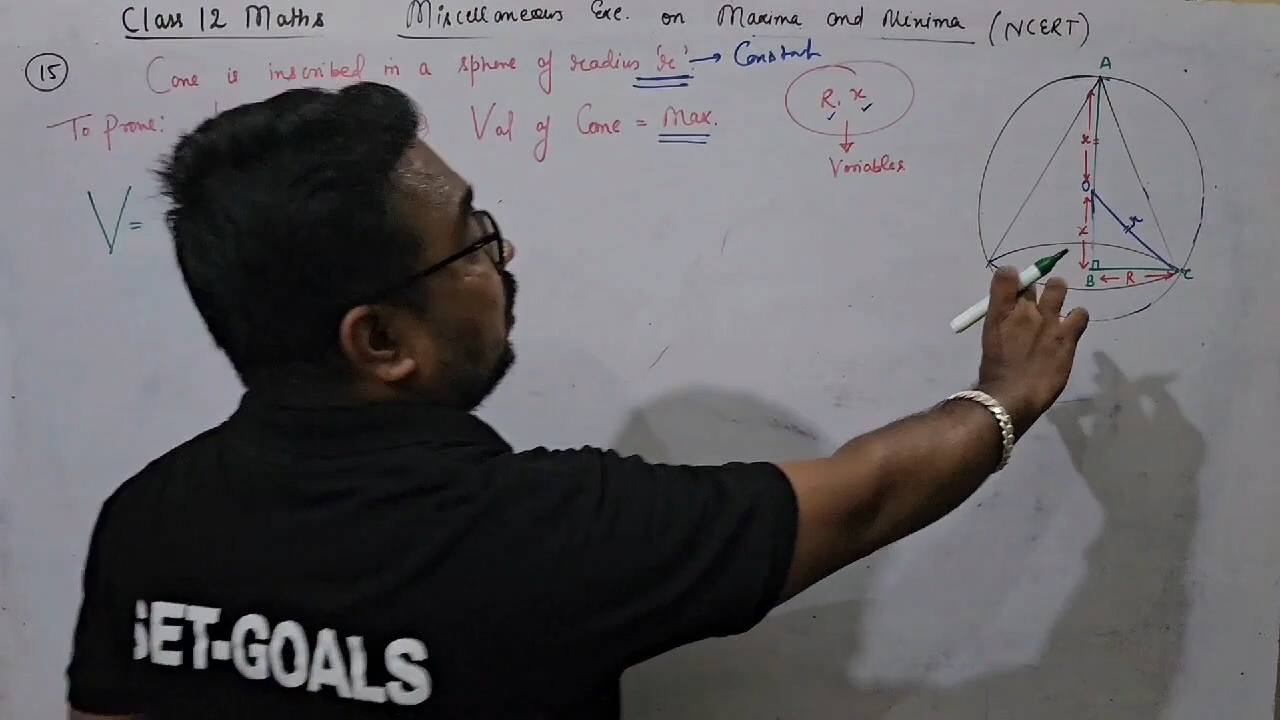 Class 12 Maths Miscellaneous Exe. on Maxima and Minima (NCERT)
15 Cone is inscribed in a sphere of radius 'r' → Constant
To prove: Vol of Cone = Max.
R, x
Variables
V =
A
r
O
x
r
B R C
SET-GOALS